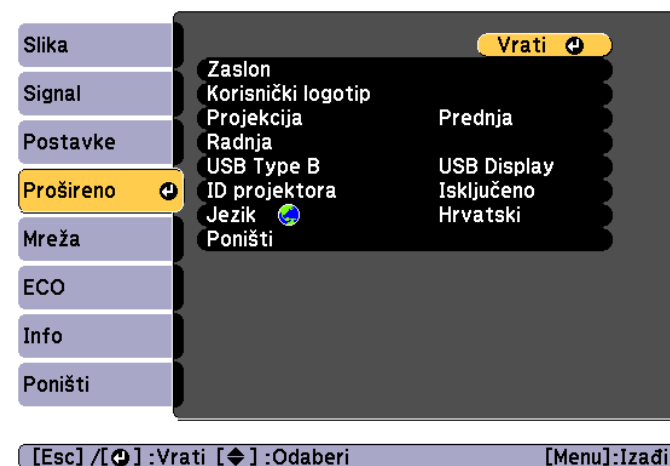 Slika
Signal
Postavke
Prošireno
Mreža
ECO
Info
Poništi
Vrati
Zaslon
Korisnički logotip
Projekcija Prednja
Radnja
USB Type B USB Display
ID projektora Isključeno
Jezik Hrvatski
Poništi
[Esc] /[ ] :Vrati [ ] :Odaberi [Menu]:Izađi